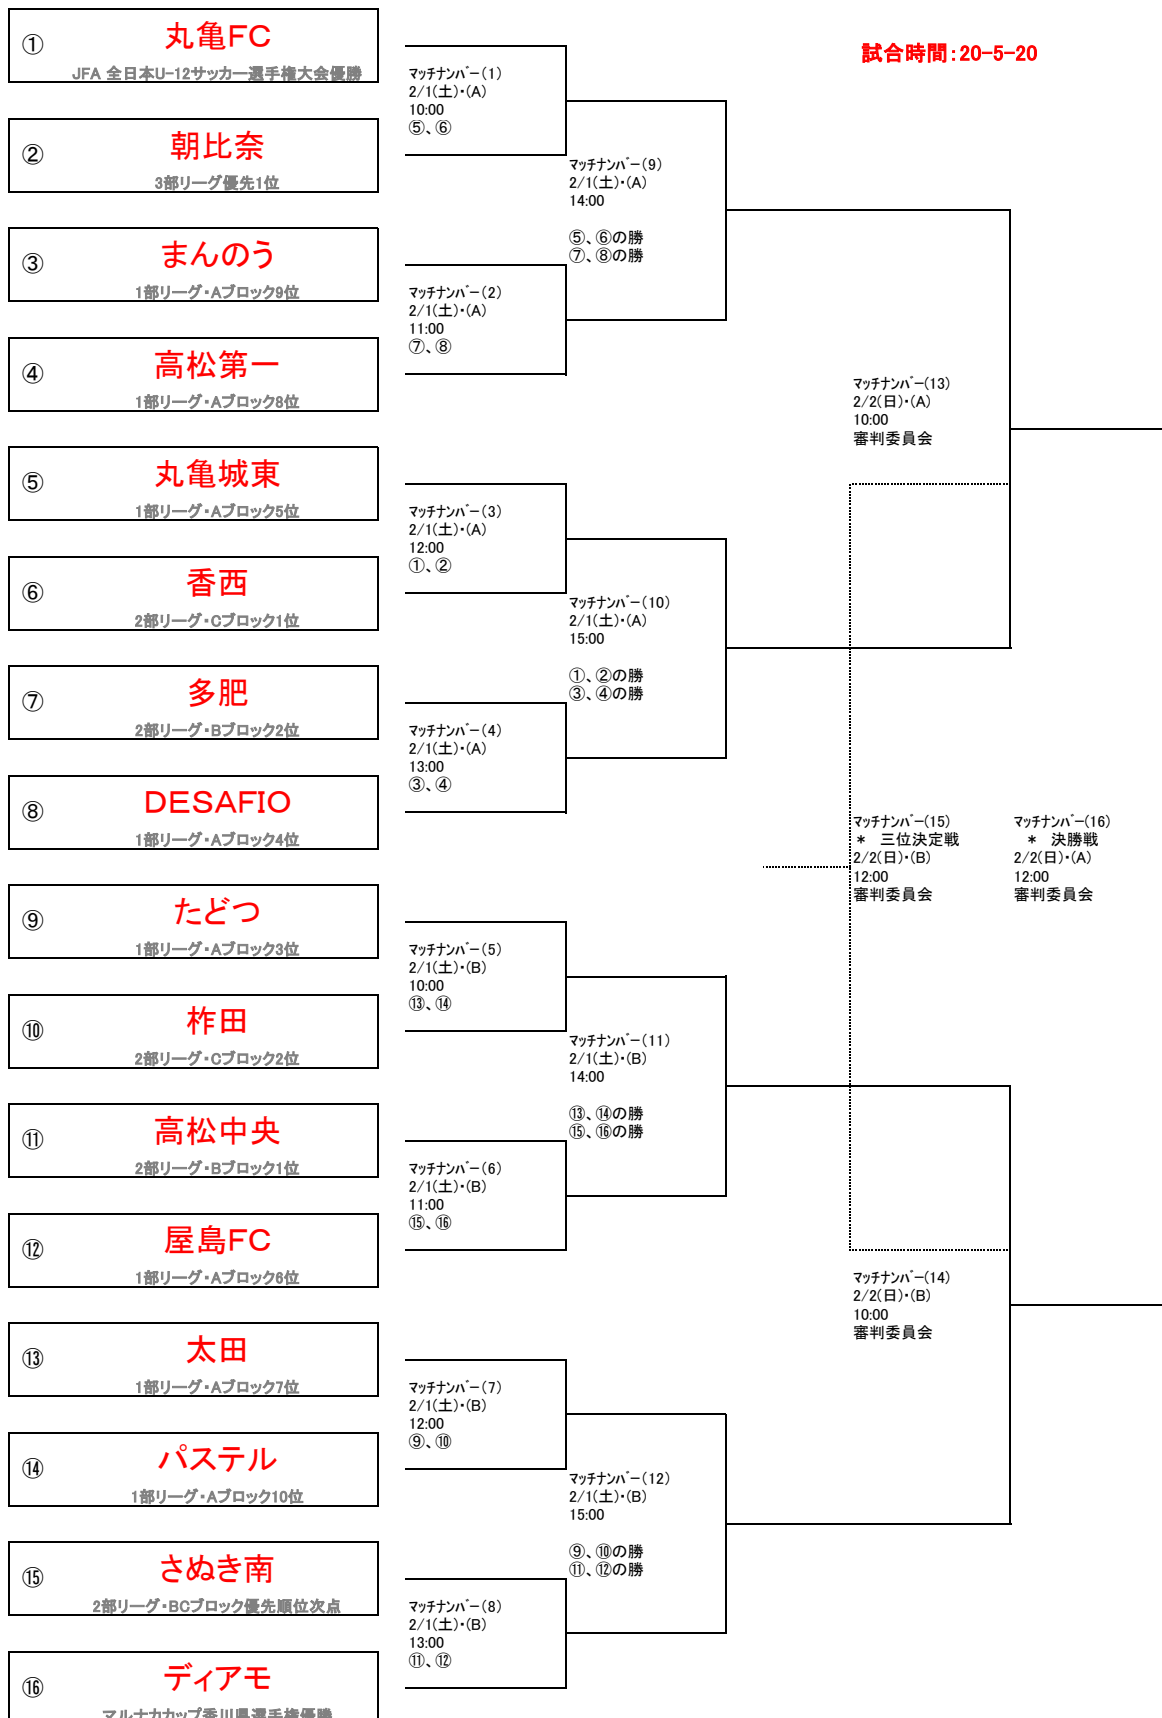 ① 丸亀FC
JFA 全日本U-12サッカー選手権大会優勝
② 朝比奈
3部リーグ優先1位
③ まんのう
1部リーグ・Aブロック9位
④ 高松第一
1部リーグ・Aブロック8位
⑤ 丸亀城東
1部リーグ・Aブロック5位
⑥ 香西
2部リーグ・Cブロック1位
⑦ 多肥
2部リーグ・Bブロック2位
⑧ DESAFIO
1部リーグ・Aブロック4位
⑨ たどつ
1部リーグ・Aブロック3位
⑩ 柞田
2部リーグ・Cブロック2位
⑪ 高松中央
2部リーグ・Bブロック1位
⑫ 屋島FC
1部リーグ・Aブロック6位
⑬ 太田
1部リーグ・Aブロック7位
⑭ パステル
1部リーグ・Aブロック10位
⑮ さぬき南
2部リーグ・BCブロック優先順位次点
⑯ ディアモ
マルナカカップ香川県選手権優勝
試合時間:20-5-20
マッチナンバー(1)
2/1(土)・(A)
10:00
⑤、⑥
マッチナンバー(2)
2/1(土)・(A)
11:00
⑦、⑧
マッチナンバー(3)
2/1(土)・(A)
12:00
①、②
マッチナンバー(4)
2/1(土)・(A)
13:00
③、④
マッチナンバー(5)
2/1(土)・(B)
10:00
⑬、⑭
マッチナンバー(6)
2/1(土)・(B)
11:00
⑮、⑯
マッチナンバー(7)
2/1(土)・(B)
12:00
⑨、⑩
マッチナンバー(8)
2/1(土)・(B)
13:00
⑪、⑫
マッチナンバー(9)
2/1(土)・(A)
14:00
⑤、⑥の勝
⑦、⑧の勝
マッチナンバー(10)
2/1(土)・(A)
15:00
①、②の勝
③、④の勝
マッチナンバー(11)
2/1(土)・(B)
14:00
⑬、⑭の勝
⑮、⑯の勝
マッチナンバー(12)
2/1(土)・(B)
15:00
⑨、⑩の勝
⑪、⑫の勝
マッチナンバー(13)
2/2(日)・(A)
10:00
審判委員会
マッチナンバー(15)
* 三位決定戦
2/2(日)・(B)
12:00
審判委員会
マッチナンバー(14)
2/2(日)・(B)
10:00
審判委員会
マッチナンバー(16)
* 決勝戦
2/2(日)・(A)
12:00
審判委員会